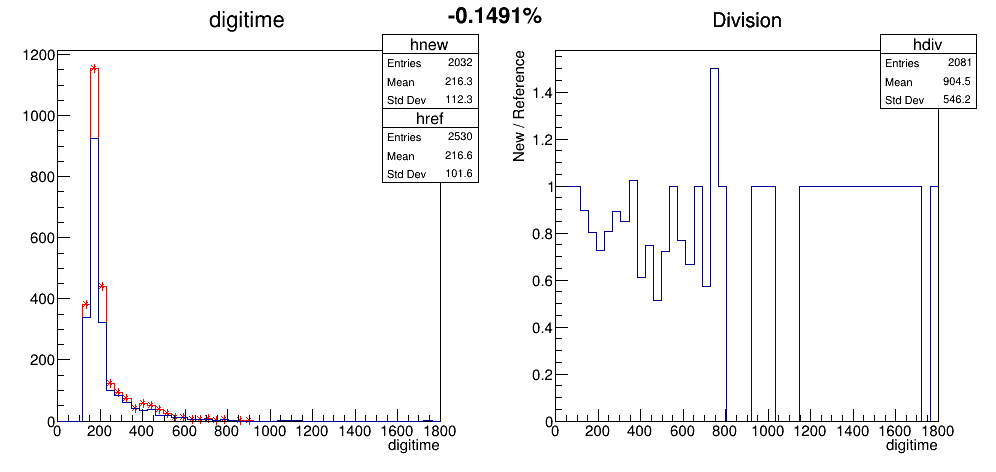 -0.1491%
digitime
hnew
Entries 2032
Mean 216.3
Std Dev 112.3
href
Entries 2530
Mean 216.6
Std Dev 101.6
1200
1000
800
600
400
200
0
0 200 400 600 800 1000 1200 1400 1600 1800
digitime
Division
hdiv
Entries 2081
Mean 904.5
Std Dev 546.2
New / Reference
1.4
1.2
1
0.8
0.6
0.4
0.2
0
0 200 400 600 800 1000 1200 1400 1600 1800
digitime